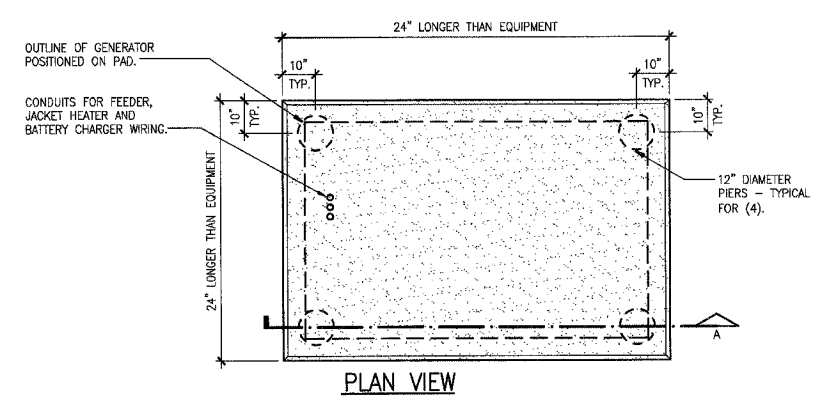 24" LONGER THAN EQUIPMENT
OUTLINE OF GENERATOR
POSITIONED ON PAD.
10"
TYP.
10"
TYP.
CONDUITS FOR FEEDER,
JACKET HEATER AND
BATTERY CHARGER WIRING.
10"
TYP.
10"
TYP.
24" LONGER THAN EQUIPMENT
12" DIAMETER
PIERS – TYPICAL
FOR (4).
A
PLAN VIEW